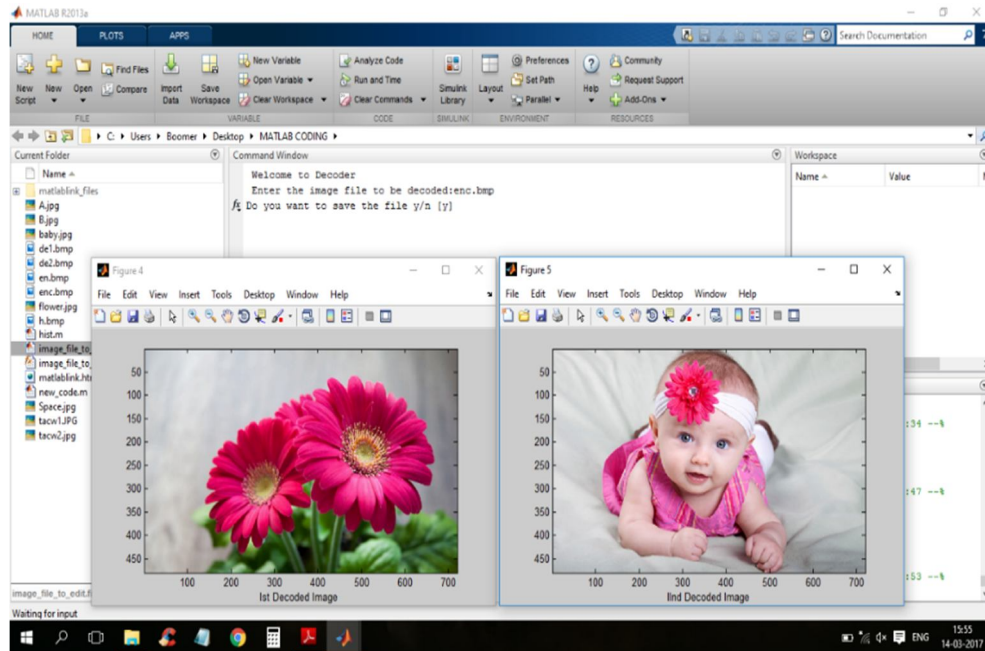 MATLAB R2013a
HOME PLOTS APPS
Search Documentation
New Script
New
Open
Find Files
Compare
Import Data
Save Workspace
New Variable
Open Variable
Clear Workspace
Analyze Code
Run and Time
Clear Commands
Simulink Library
Layout
Preferences
Set Path
Parallel
Help
Community
Request Support
Add-Ons
FILE VARIABLE CODE SIMULINK ENVIRONMENT RESOURCES
C: Users Boomer Desktop MATLAB CODING
Current Folder
Name
matlablink_files
A.jpg
B.jpg
baby.jpg
de1.bmp
de2.bmp
en.bmp
enc.bmp
flower.jpg
h.bmp
hist.m
image_file_to_
image_file_to_
matlablink.ht
new_code.m
Space.jpg
tacw1.JPG
tacw2.jpg
Command Window
Welcome to Decoder
Enter the image file to be decoded:enc.bmp
fx Do you want to save the file y/n [y]
Workspace
Name Value
:34 --%
:47 --%
:53 --%
Figure 4
File Edit View Insert Tools Desktop Window Help
50
100
150
200
250
300
350
400
450
100 200 300 400 500 600 700
Ist Decoded Image
Figure 5
File Edit View Insert Tools Desktop Window Help
50
100
150
200
250
300
350
400
450
100 200 300 400 500 600 700
IInd Decoded Image
image_file_to_edit.
Waiting for input
ENG
15:55
14-03-2017